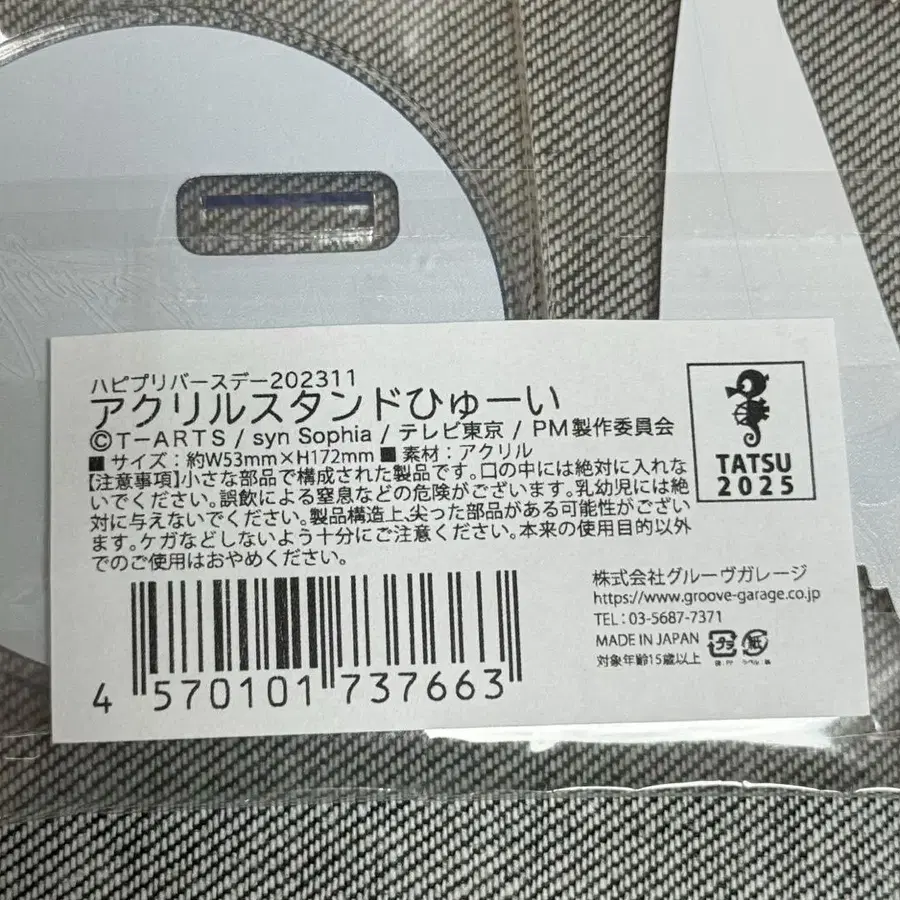 ハピプリバースデー202311
アクリルスタンドひゅーい
©T-ARTS / syn Sophia / テレビ東京 / PM製作委員会
■ サイズ:約W53mm×H172mm ■ 素材:アクリル
【注意事項】小さな部品で構成された製品です。口の中には絶対に入れな
いでください。誤飲による窒息などの危険がございます。乳幼児には絶
対に与えないでください。製品構造上、尖った部品がある可能性がござい
ます。ケガなどしないよう十分にご注意ください。本来の使用目的以外
でのご使用はおやめください。
TATSU
2025
株式会社グルーヴガレージ
https://www.groove-garage.co.jp
TEL:03-5687-7371
MADE IN JAPAN プラ 紙
対象年齢15歳以上
4 570101 737663